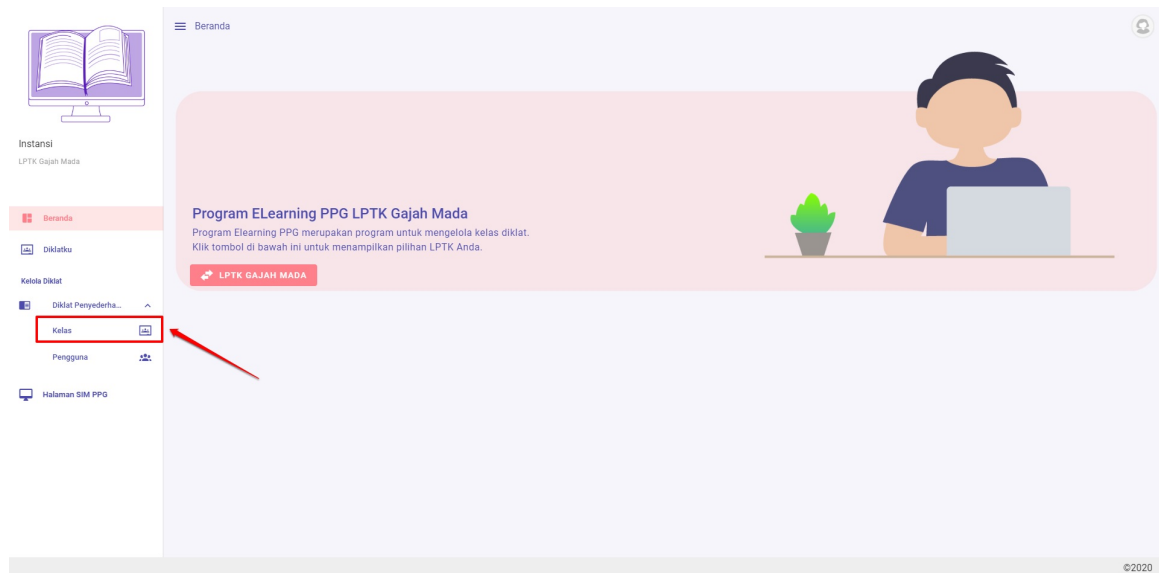 Beranda
Instansi
LPTK Gajah Mada
Beranda
Diklatku
Kelola Diklat
Diklat Penyederha...
Kelas
Pengguna
Halaman SIM PPG
Program ELearning PPG LPTK Gajah Mada
Program Elearning PPG merupakan program untuk mengelola kelas diklat.
Klik tombol di bawah ini untuk menampilkan pilihan LPTK Anda.
LPTK GAJAH MADA
©2020